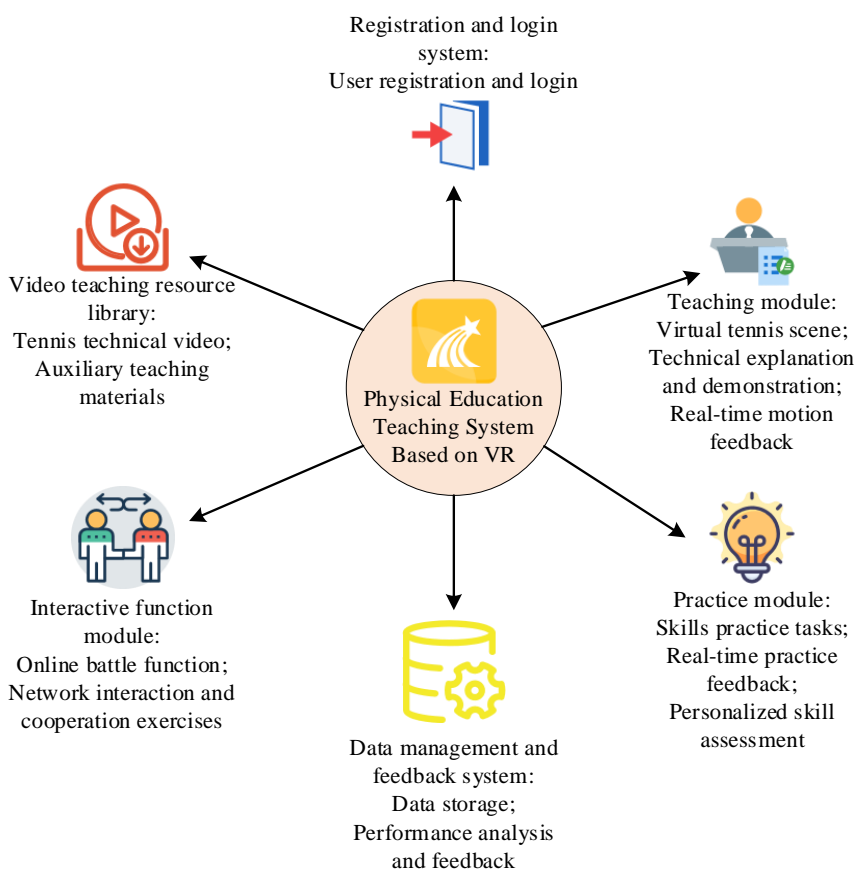 Registration and login
system:
User registration and login
Video teaching resource
library:
Tennis technical video;
Auxiliary teaching
materials
Teaching module:
Virtual tennis scene;
Technical explanation
and demonstration;
Real-time motion
feedback
Physical Education
Teaching System
Based on VR
Interactive function
module:
Online battle function;
Network interaction and
cooperation exercises
Practice module:
Skills practice tasks;
Real-time practice
feedback;
Personalized skill
assessment
Data management and
feedback system:
Data storage;
Performance analysis
and feedback